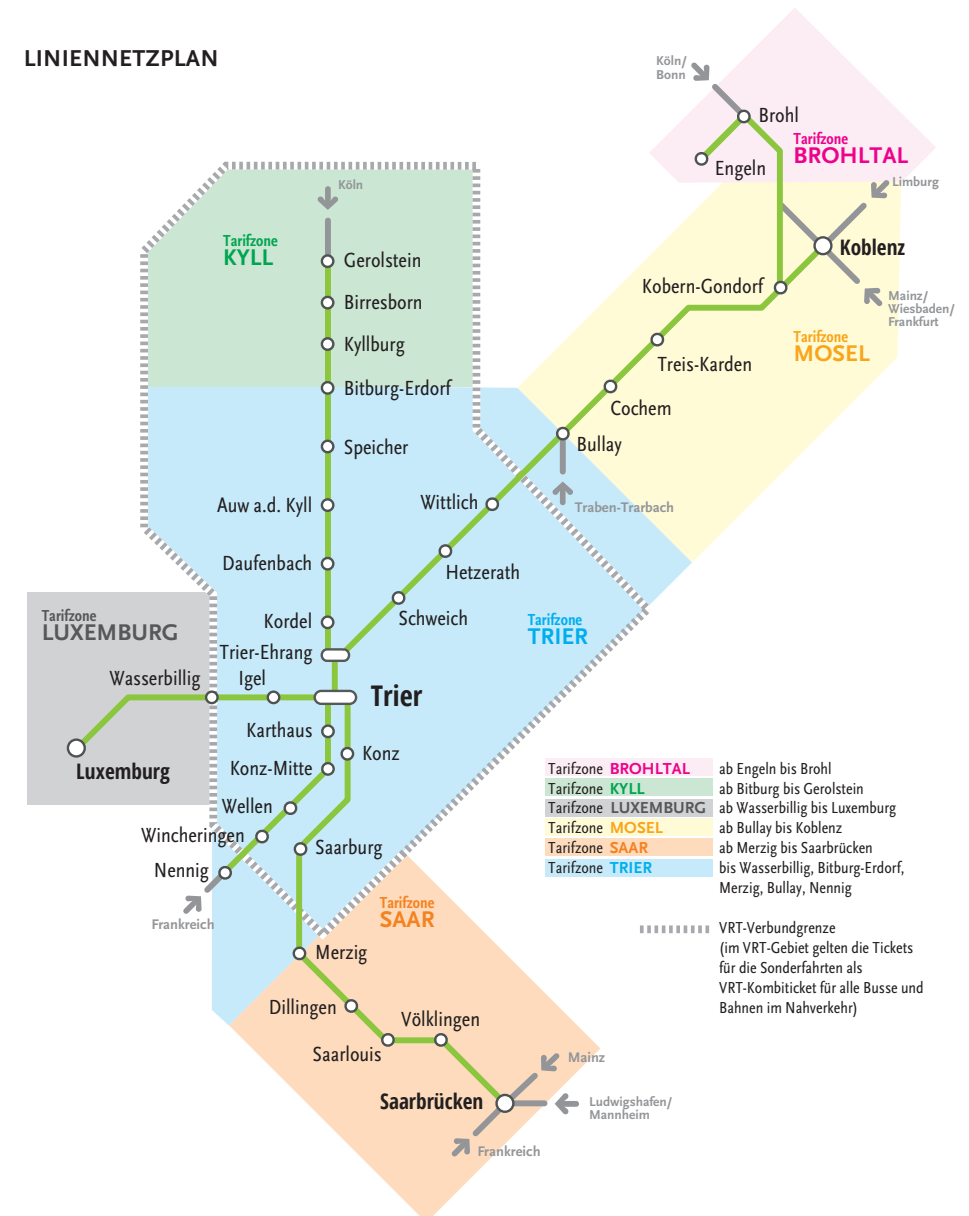 LINIENNETZPLAN
Köln/
Bonn
Brohl
Tarifzone
BROHLTAL
Engeln
Limburg
Köln
Tarifzone
KYLL
Koblenz
Gerolstein
Kobern-Gondorf
Birresborn
Mainz/
Wiesbaden/
Frankfurt
Tarifzone
MOSEL
Kyllburg
Treis-Karden
Bitburg-Erdorf
Cochem
Speicher
Bullay
Auw a.d. Kyll
Wittlich
Traben-Trarbach
Daufenbach
Hetzerath
Tarifzone
LUXEMBURG
Kordel
Schweich
Tarifzone
TRIER
Trier-Ehrang
Wasserbillig
Igel
Trier
Karthaus
Konz
Luxemburg
Konz-Mitte
Wellen
Wincheringen
Saarburg
Nennig
Frankreich
Tarifzone
SAAR
Merzig
Dillingen
Völklingen
Saarlouis
Mainz
Saarbrücken
Ludwigshafen/
Mannheim
Frankreich
Tarifzone BROHLTAL ab Engeln bis Brohl
Tarifzone KYLL ab Bitburg bis Gerolstein
Tarifzone LUXEMBURG ab Wasserbillig bis Luxemburg
Tarifzone MOSEL ab Bullay bis Koblenz
Tarifzone SAAR ab Merzig bis Saarbrücken
Tarifzone TRIER bis Wasserbillig, Bitburg-Erdorf,
Merzig, Bullay, Nennig
VRT-Verbundgrenze
(im VRT-Gebiet gelten die Tickets
für die Sonderfahrten als
VRT-Kombiticket für alle Busse und
Bahnen im Nahverkehr)